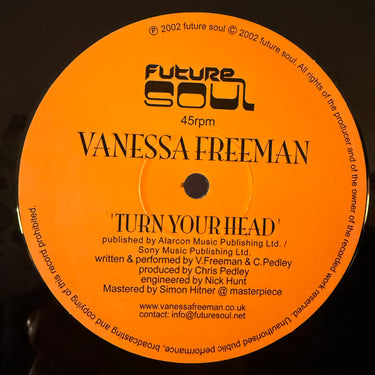 ℗ 2002 future soul © 2002 future soul. All rights of the producer and of the owner of the recorded work reserved. Unauthorised public performance, broadcasting and copying of this record prohibited.
future
soul
45rpm
VANESSA FREEMAN
'TURN YOUR HEAD'
published by Alarcon Music Publishing Ltd. /
Sony Music Publishing Ltd.
written & performed by V.Freeman & C.Pedley
produced by Chris Pedley
engineered by Nick Hunt
Mastered by Simon Hitner @ masterpiece
www.vanessafreeman.co.uk
contact: info@futuresoul.net